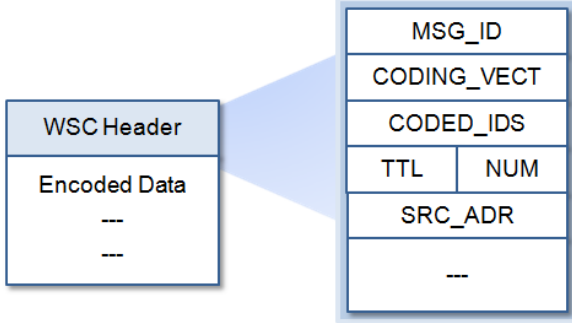 WSC Header
Encoded Data
---
---
MSG_ID
CODING_VECT
CODED_IDS
TTL NUM
SRC_ADR
---